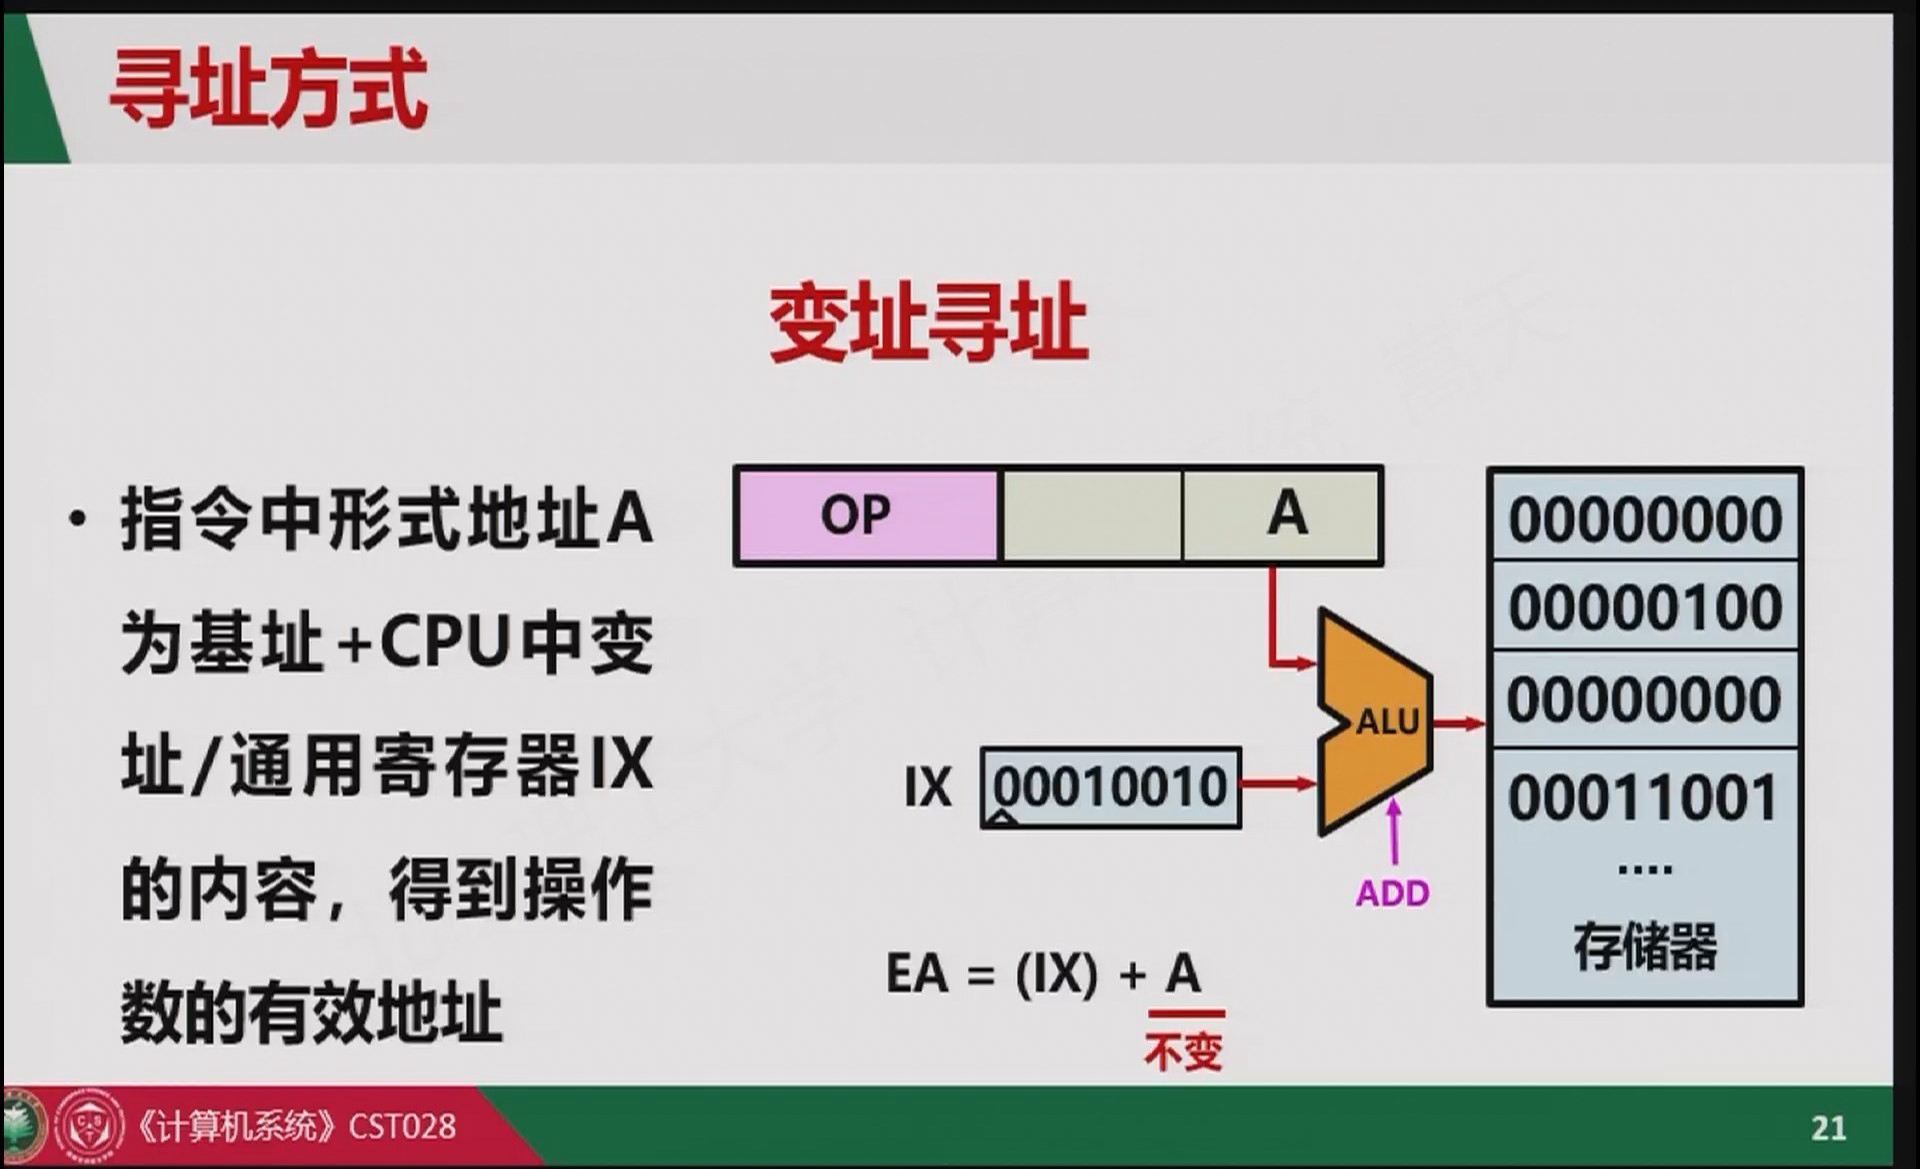 寻址方式
变址寻址
• 指令中形式地址A
为基址+CPU中变
址/通用寄存器IX
的内容，得到操作
数的有效地址
OP
A
IX
00010010
ALU
ADD
EA = (IX) + A
不变
00000000
00000100
00000000
00011001
....
存储器
《计算机系统》CST028
21